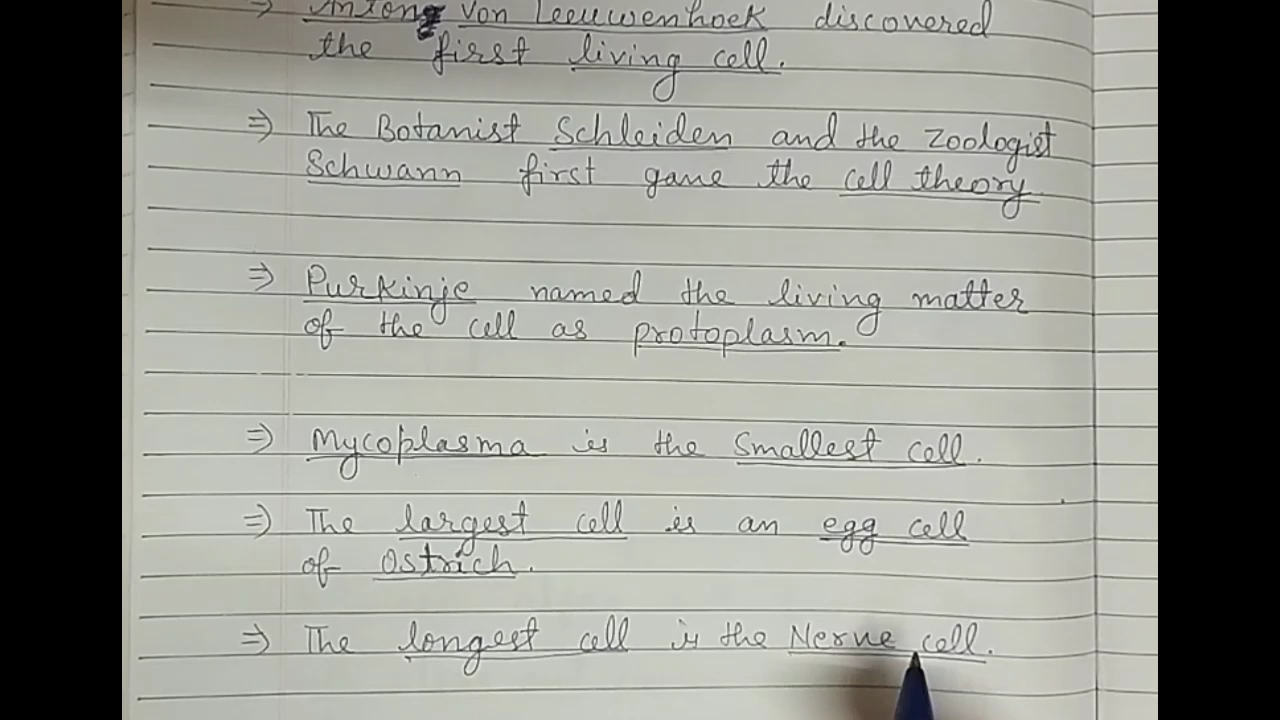 ⇒ Antony Von Leeuwenhoek discovered
the first living cell.
⇒ The Botanist Schleiden and the Zoologist
Schwann first gave the cell theory
⇒ Purkinje named the living matter
of the cell as protoplasm.
⇒ Mycoplasma is the Smallest cell.
⇒ The largest cell is an egg cell
of Ostrich.
⇒ The longest cell is the Nerve cell.